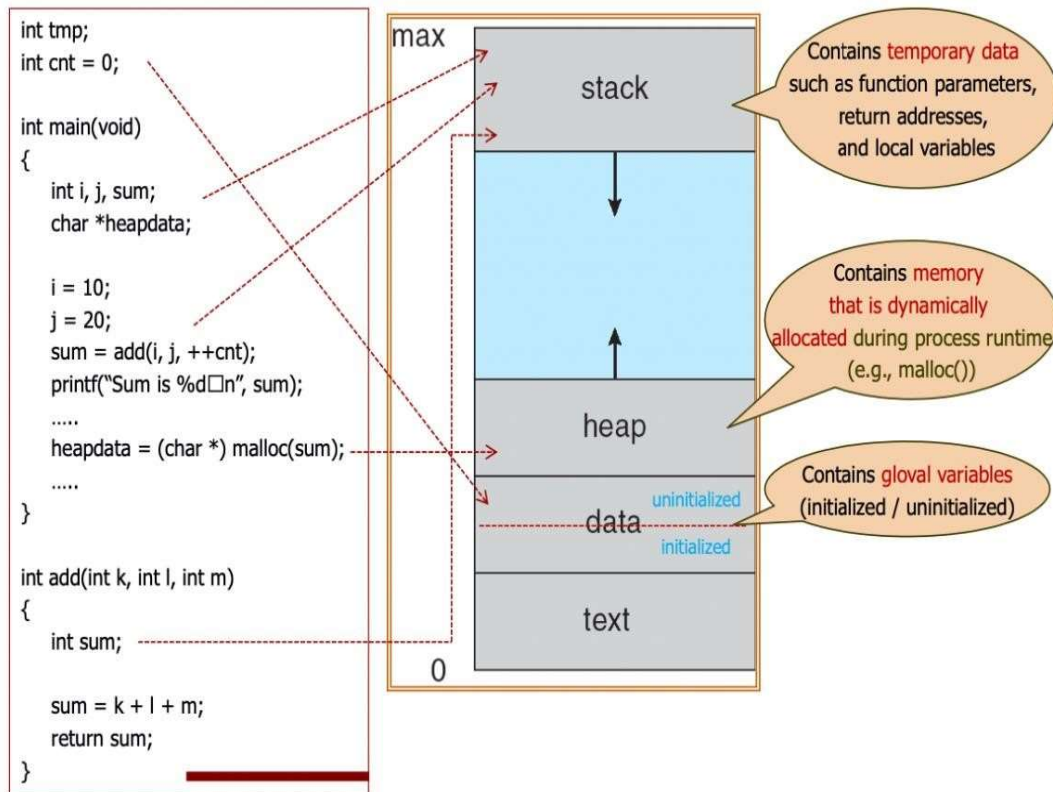 int tmp;
int cnt = 0;
int main(void)
{
int i, j, sum;
char *heapdata;
i = 10;
j = 20;
sum = add(i, j, ++cnt);
printf(“Sum is %d□n”, sum);
.....
heapdata = (char *) malloc(sum);
.....
}
int add(int k, int l, int m)
{
int sum;
sum = k + l + m;
return sum;
}
max
stack
heap
uninitialized
data
initialized
text
0
Contains temporary data
such as function parameters,
return addresses,
and local variables
Contains memory
that is dynamically
allocated during process runtime
(e.g., malloc())
Contains gloval variables
(initialized / uninitialized)